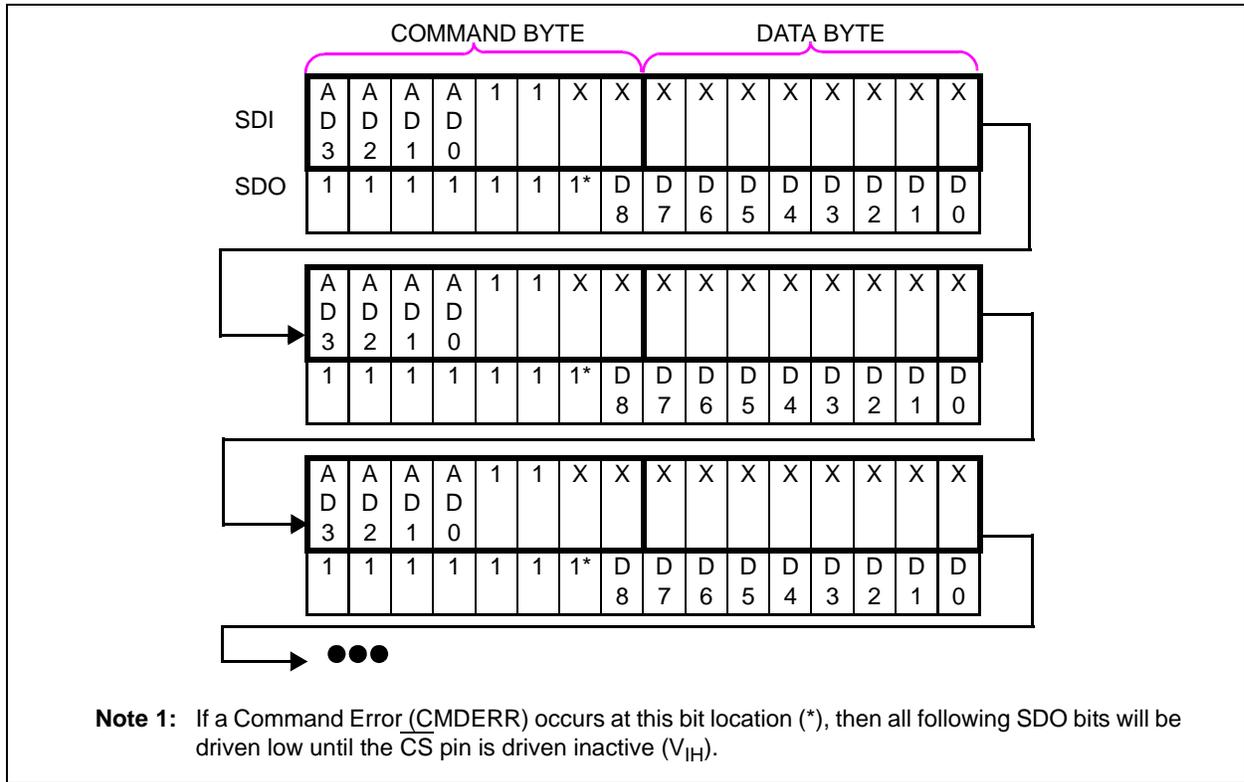 COMMAND BYTE DATA BYTE
SDI
A A A A 1 1 X X X X X X X X X X
D D D D
3 2 1 0
SDO
1 1 1 1 1 1 1* D D D D D D D D D
8 7 6 5 4 3 2 1 0
A A A A 1 1 X X X X X X X X X X
D D D D
3 2 1 0
1 1 1 1 1 1 1* D D D D D D D D D
8 7 6 5 4 3 2 1 0
A A A A 1 1 X X X X X X X X X X
D D D D
3 2 1 0
1 1 1 1 1 1 1* D D D D D D D D D
8 7 6 5 4 3 2 1 0
Note 1: If a Command Error (CMDERR) occurs at this bit location (*), then all following SDO bits will be
driven low until the CS pin is driven inactive (VIH).